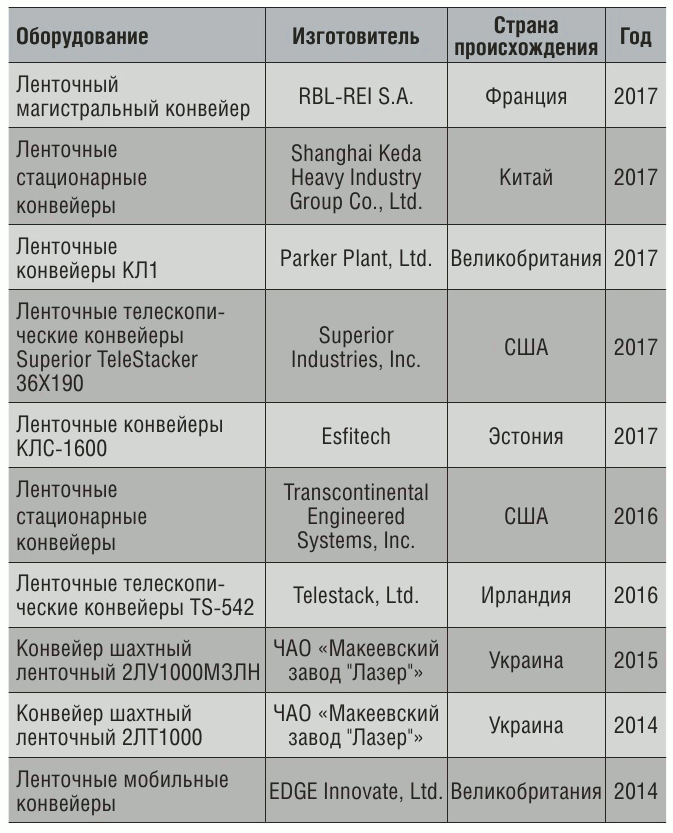 Оборудование
Изготовитель
Страна
происхождения
Год
Ленточный
магистральный конвейер
RBL-REI S.A.
Франция
2017
Ленточные
стационарные
конвейеры
Shanghai Keda
Heavy Industry
Group Co., Ltd.
Китай
2017
Ленточные
конвейеры КЛ1
Parker Plant, Ltd.
Великобритания
2017
Ленточные телескопи-
ческие конвейеры
Superior TeleStacker
36X190
Superior
Industries, Inc.
США
2017
Ленточные конвейеры
КЛС-1600
Esfitech
Эстония
2017
Ленточные
стационарные
конвейеры
Transcontinental
Engineered
Systems, Inc.
США
2016
Ленточные телескопи-
ческие конвейеры TS-542
Telestack, Ltd.
Ирландия
2016
Конвейер шахтный
ленточный 2ЛУ1000МЗЛН
ЧАО «Макеевский
завод "Лазер"»
Украина
2015
Конвейер шахтный
ленточный 2ЛТ1000
ЧАО «Макеевский
завод "Лазер"»
Украина
2014
Ленточные мобильные
конвейеры
EDGE Innovate, Ltd.
Великобритания
2014